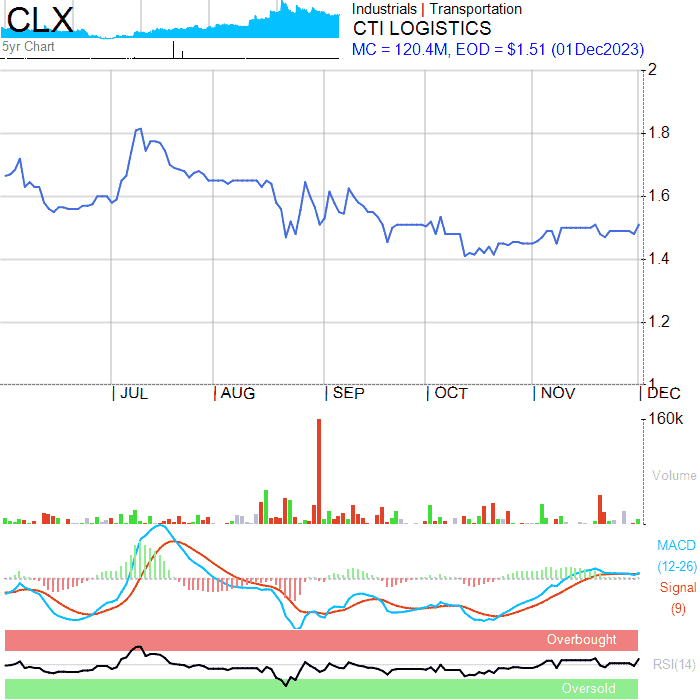 CLX
5yr Chart
Industrials | Transportation
CTI LOGISTICS
MC = 120.4M, EOD = $1.51 (01Dec2023)
2
1.8
1.6
1.4
1.2
1
JUL AUG SEP OCT NOV DEC
160k
Volume
MACD
(12-26)
Signal
(9)
Overbought
RSI(14)
Oversold